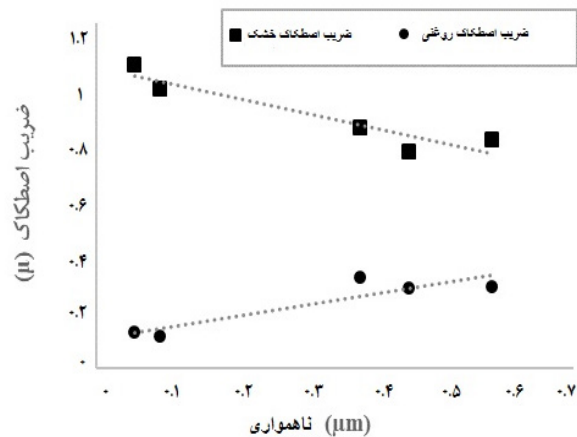 ضریب اصطکاک خشک
ضریب اصطکاک روغنی
۱.۲
۱
۰.۸
۰.۶
۰.۴
۰.۲
۰
ضریب اصطکاک (μ)
۰ ۰.۱ ۰.۲ ۰.۳ ۰.۴ ۰.۵ ۰.۶ ۰.۷
ناهمواری (μm)